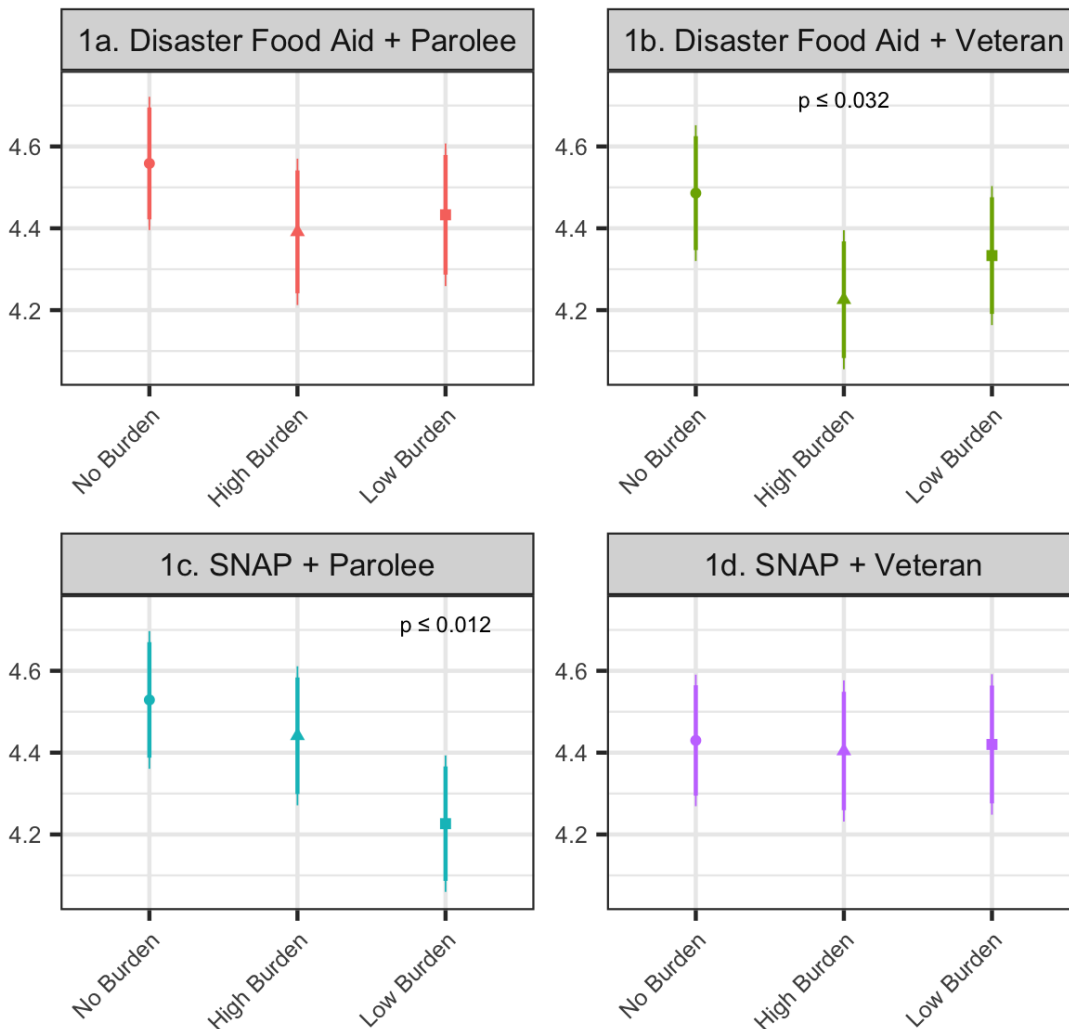 1a. Disaster Food Aid + Parolee
1b. Disaster Food Aid + Veteran
p ≤ 0.032
4.6
4.4
4.2
4.6
4.4
4.2
No Burden
High Burden
Low Burden
No Burden
High Burden
Low Burden
1c. SNAP + Parolee
1d. SNAP + Veteran
p ≤ 0.012
4.6
4.4
4.2
4.6
4.4
4.2
No Burden
High Burden
Low Burden
No Burden
High Burden
Low Burden